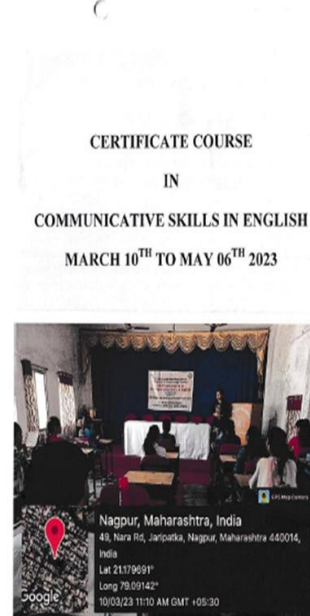 CERTIFICATE COURSE
IN
COMMUNICATIVE SKILLS IN ENGLISH
MARCH 10TH TO MAY 06TH 2023
GPS Map Camera
Nagpur, Maharashtra, India
49, Nara Rd, Jaripatka, Nagpur, Maharashtra 440014,
India
Lat 21.179691°
Long 79.09142°
10/03/23 11:10 AM GMT +05:30
Google